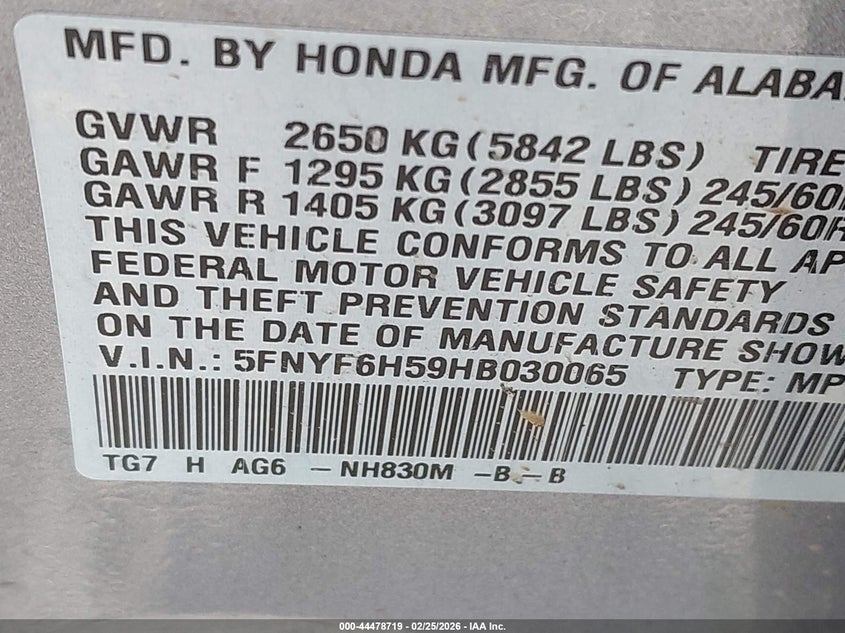 MFD. BY HONDA MFG. OF ALABA
GVWR 2650 KG (5842 LBS) TIRE
GAWR F 1295 KG (2855 LBS) 245/60
GAWR R 1405 KG (3097 LBS) 245/60R
THIS VEHICLE CONFORMS TO ALL AP
FEDERAL MOTOR VEHICLE SAFETY
AND THEFT PREVENTION STANDARDS
ON THE DATE OF MANUFACTURE SHOW
V.I.N.: 5FNYF6H59HB030065 TYPE: MP
TG7 H AG6 -NH830M -B-B
000-44478719 | 02/25/2026 - IAA Inc.